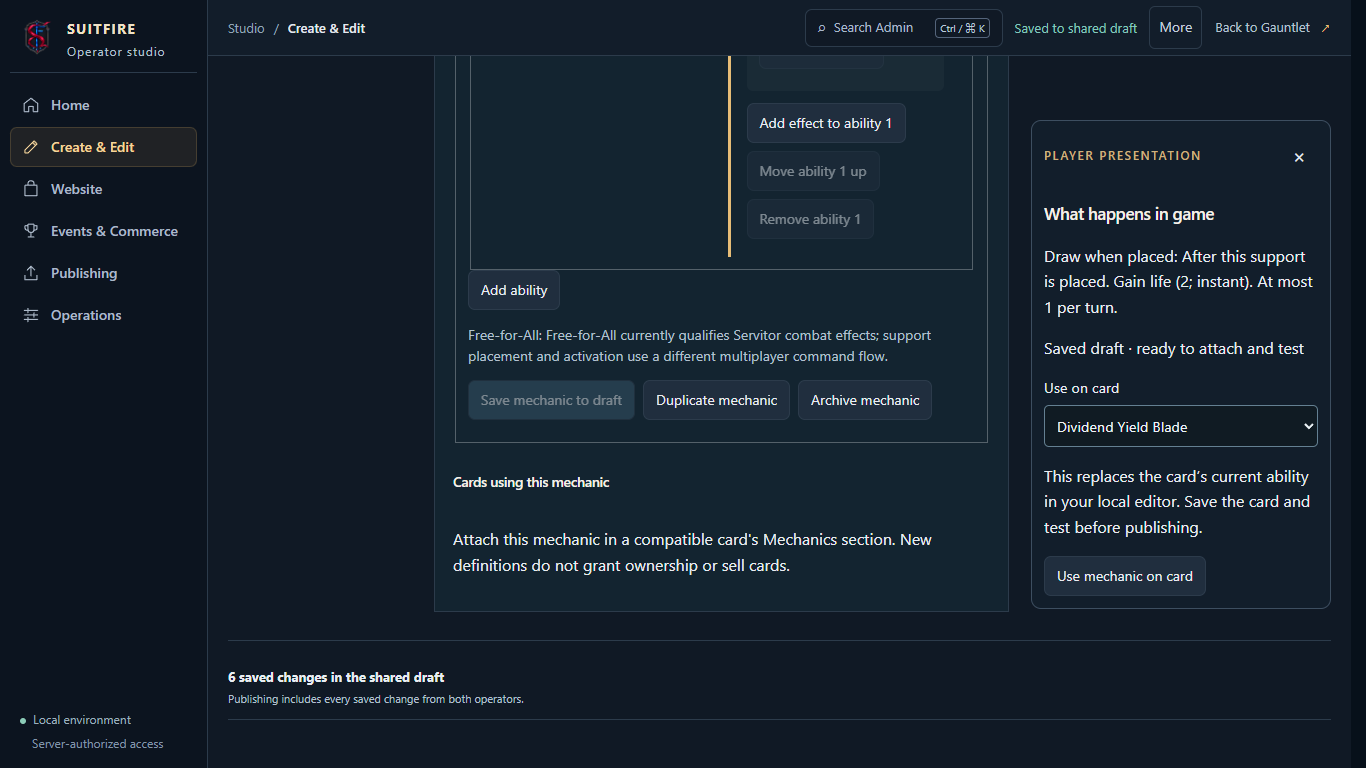 SUITFIRE
Operator studio
Home
Create & Edit
Website
Events & Commerce
Publishing
Operations
Local environment
Server-authorized access
Studio / Create & Edit
Search Admin Ctrl / ⌘ K
Saved to shared draft
More
Back to Gauntlet ↗
Add effect to ability 1
Move ability 1 up
Remove ability 1
Add ability
Free-for-All: Free-for-All currently qualifies Servitor combat effects; support
placement and activation use a different multiplayer command flow.
Save mechanic to draft
Duplicate mechanic
Archive mechanic
Cards using this mechanic
Attach this mechanic in a compatible card's Mechanics section. New
definitions do not grant ownership or sell cards.
PLAYER PRESENTATION ×
What happens in game
Draw when placed: After this support
is placed. Gain life (2; instant). At most
1 per turn.
Saved draft · ready to attach and test
Use on card
Dividend Yield Blade
This replaces the card's current ability
in your local editor. Save the card and
test before publishing.
Use mechanic on card
6 saved changes in the shared draft
Publishing includes every saved change from both operators.